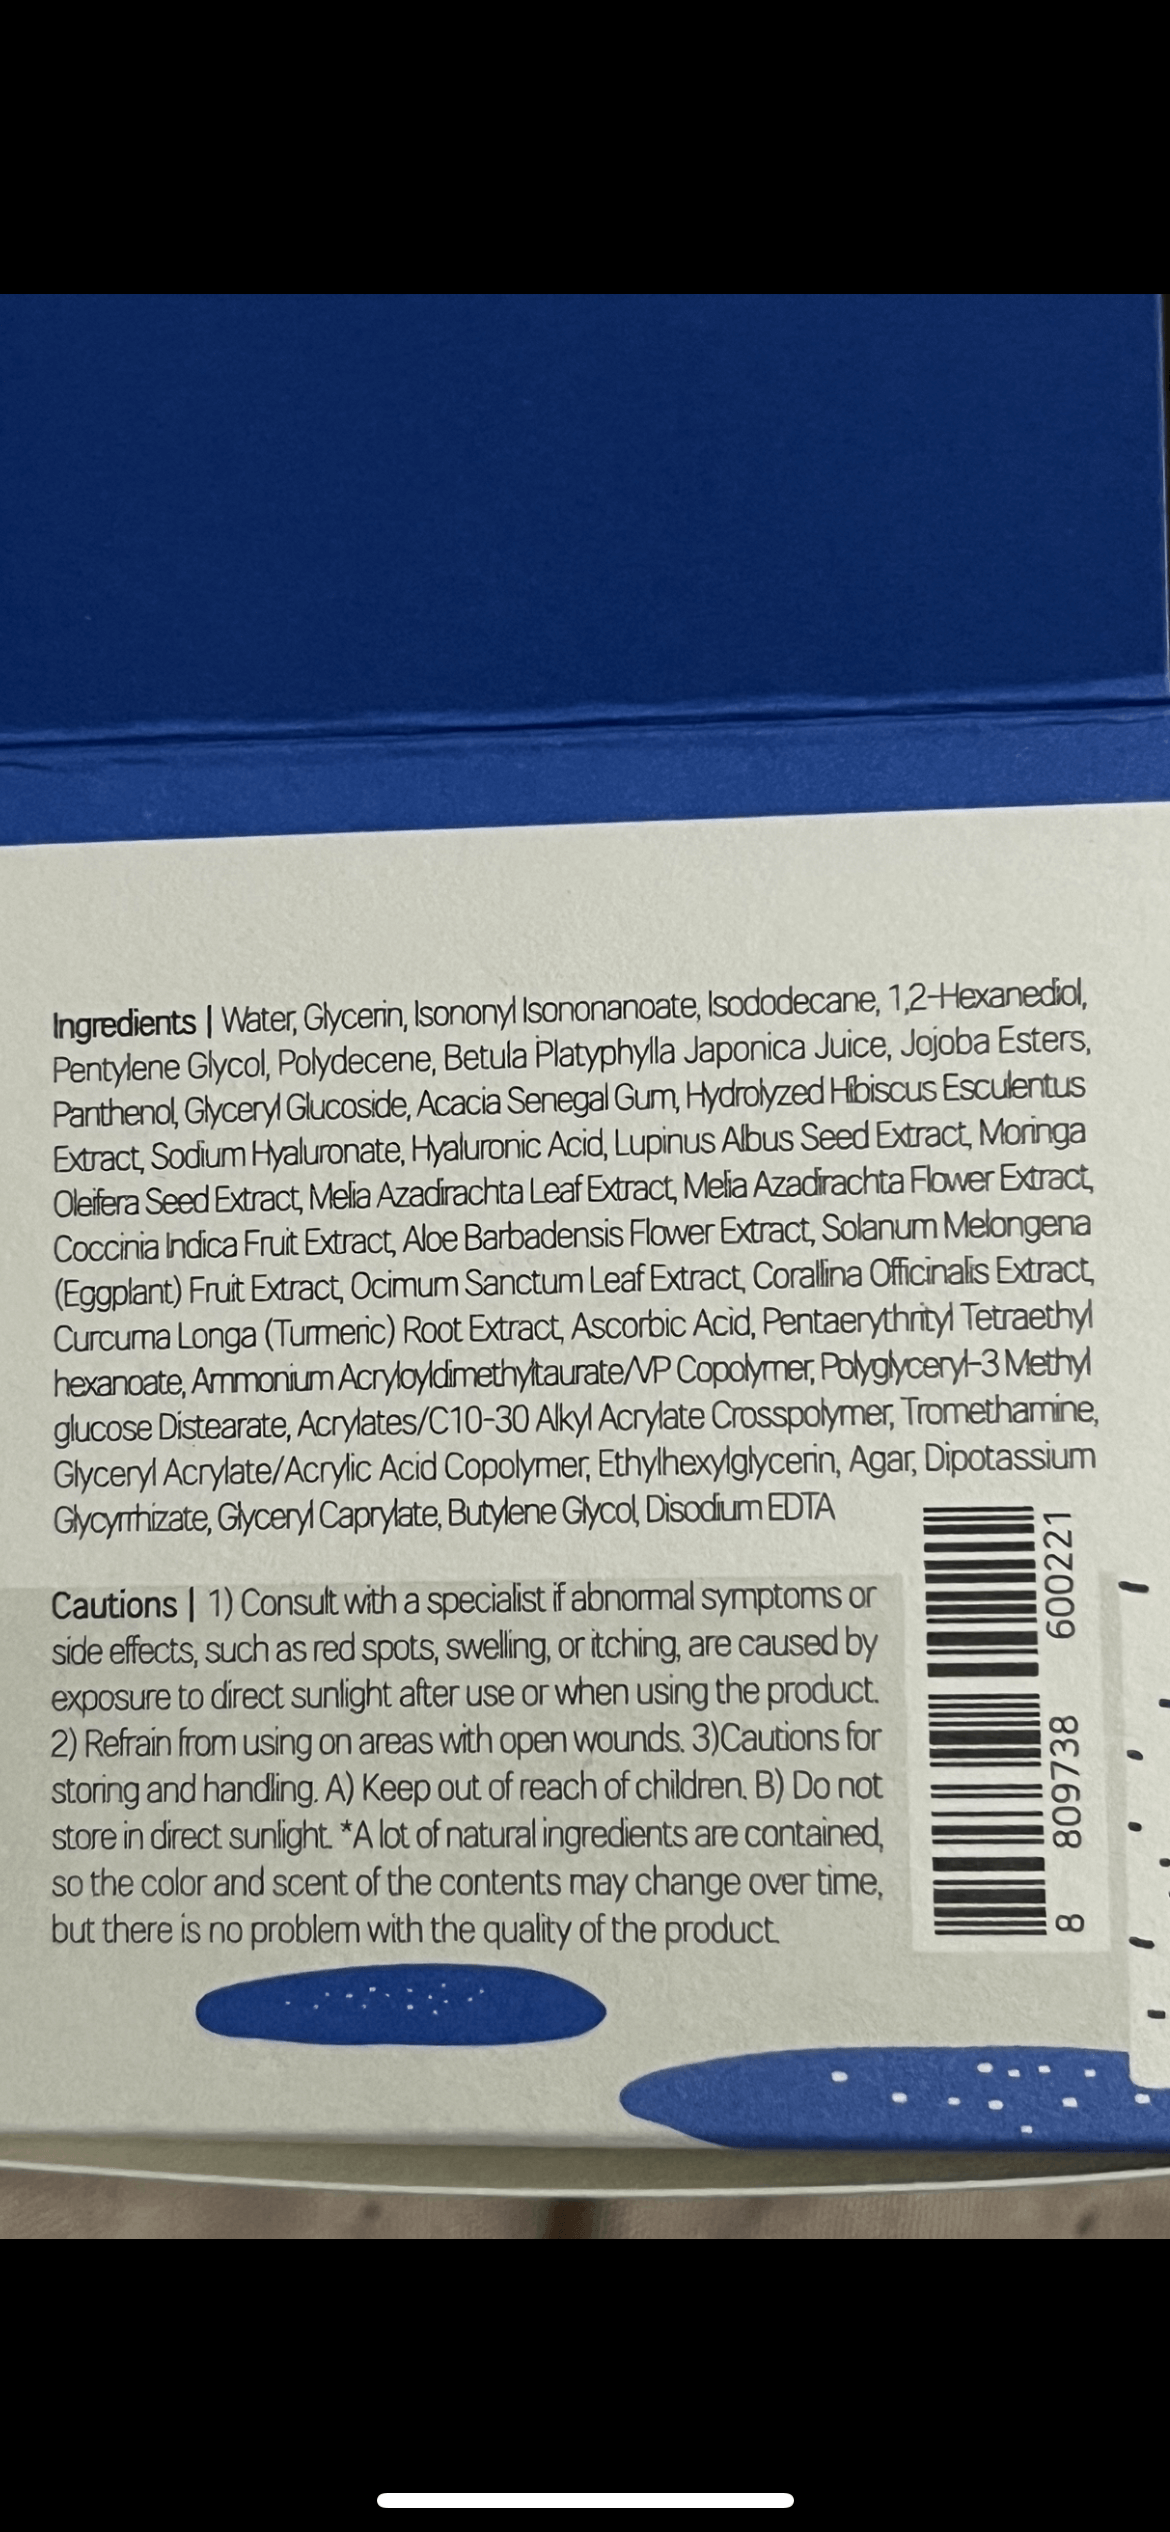 Ingredients | Water, Glycerin, Isononyl Isononanoate, Isododecane, 1,2-Hexanediol,
Pentylene Glycol, Polydecene, Betula Platyphylla Japonica Juice, Jojoba Esters,
Panthenol, Glyceryl Glucoside, Acacia Senegal Gum, Hydrolyzed Hibiscus Esculentus
Extract, Sodium Hyaluronate, Hyaluronic Acid, Lupinus Albus Seed Extract, Moringa
Oleifera Seed Extract, Melia Azadirachta Leaf Extract, Melia Azadirachta Flower Extract,
Coccinia Indica Fruit Extract, Aloe Barbadensis Flower Extract, Solanum Melongena
(Eggplant) Fruit Extract, Ocimum Sanctum Leaf Extract, Corallina Officinalis Extract,
Curcuma Longa (Turmeric) Root Extract, Ascorbic Acid, Pentaerythrityl Tetraethyl
hexanoate, Ammonium Acryloyldimethyltaurate/VP Copolymer, Polyglyceryl-3 Methyl
glucose Distearate, Acrylates/C10-30 Alkyl Acrylate Crosspolymer, Tromethamine,
Glyceryl Acrylate/Acrylic Acid Copolymer, Ethylhexylglycerin, Agar, Dipotassium
Glycyrrhizate, Glyceryl Caprylate, Butylene Glycol, Disodium EDTA
Cautions | 1) Consult with a specialist if abnormal symptoms or
side effects, such as red spots, swelling, or itching, are caused by
exposure to direct sunlight after use or when using the product.
2) Refrain from using on areas with open wounds. 3)Cautions for
storing and handling. A) Keep out of reach of children. B) Do not
store in direct sunlight. *A lot of natural ingredients are contained,
so the color and scent of the contents may change over time,
but there is no problem with the quality of the product.
8 809738 600221